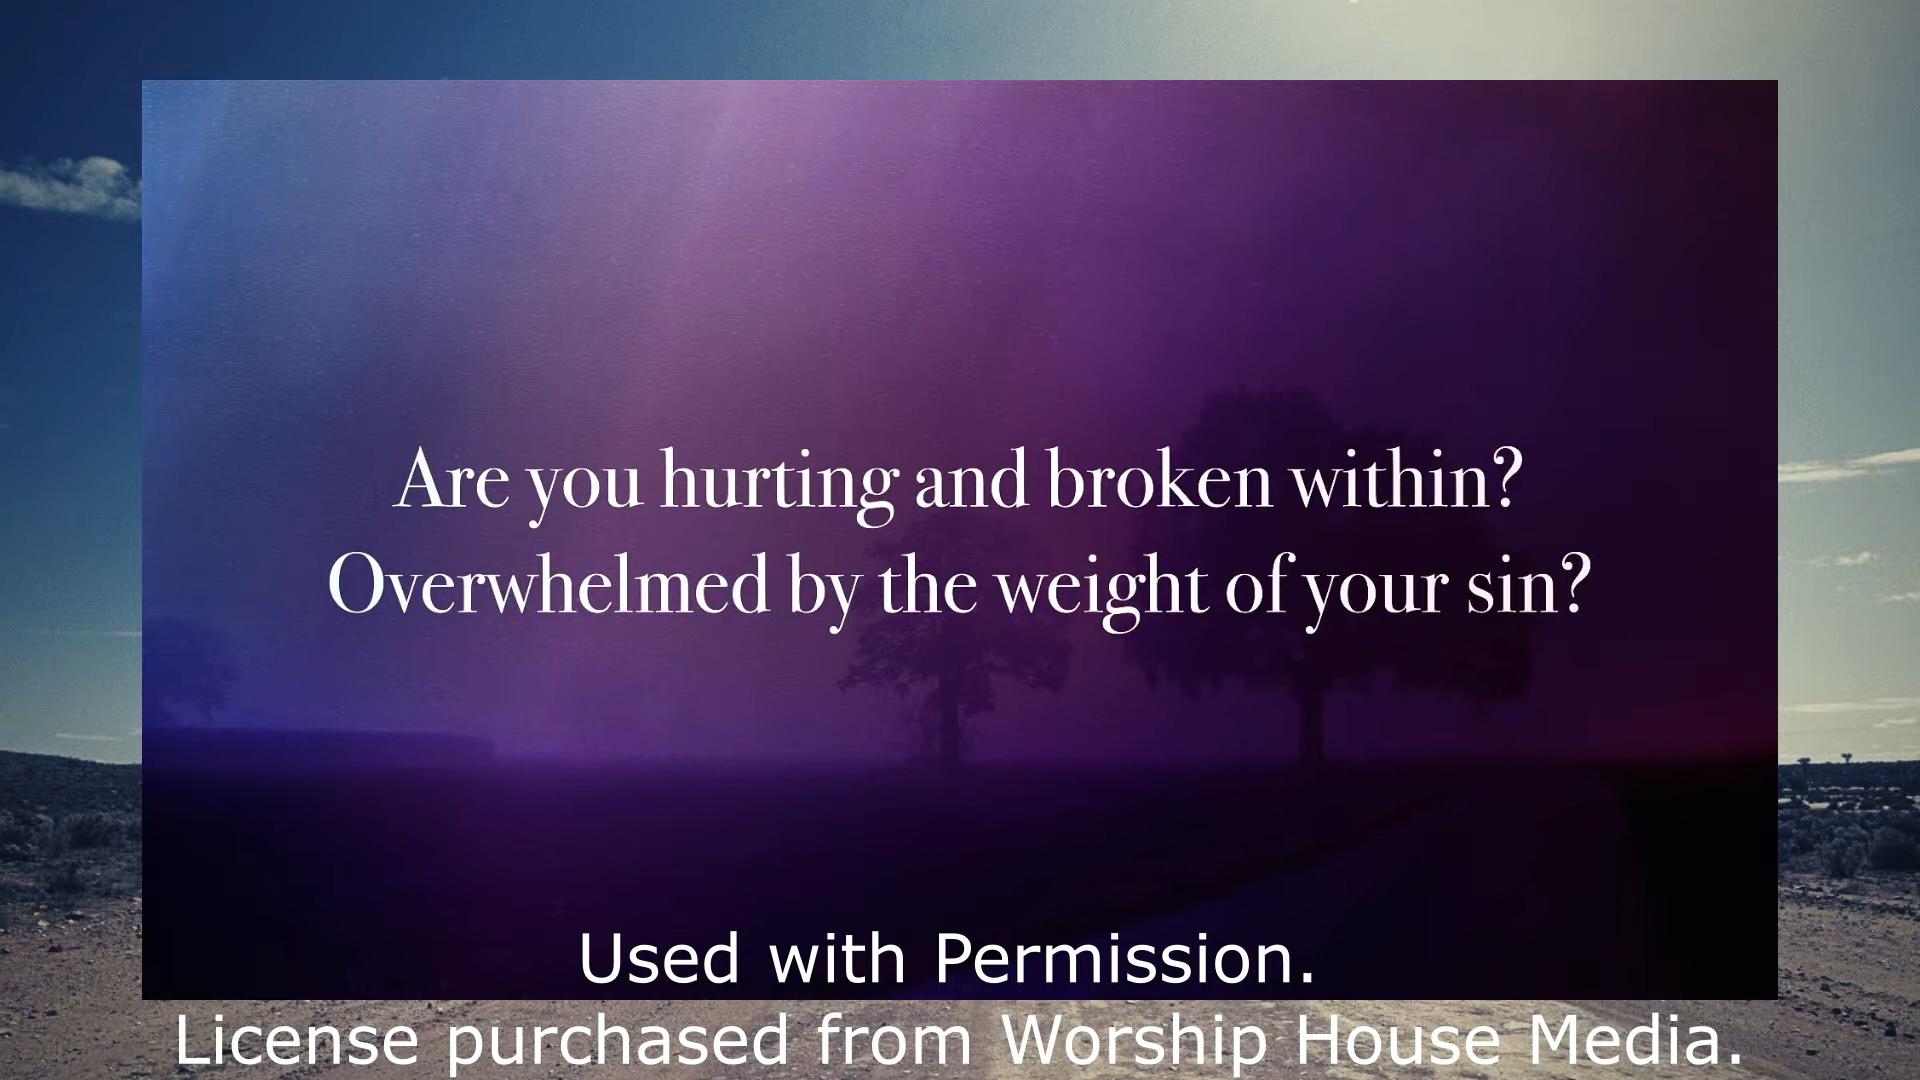 Are you hurting and broken within?
Overwhelmed by the weight of your sin?
Used with Permission.
License purchased from Worship House Media.